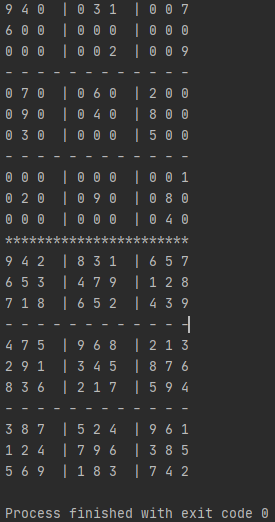 9 4 0 | 0 3 1 | 0 0 7
6 0 0 | 0 0 0 | 0 0 0
0 0 0 | 0 0 2 | 0 0 9
- - - - - - - - - - - -
0 7 0 | 0 6 0 | 2 0 0
0 9 0 | 0 4 0 | 8 0 0
0 3 0 | 0 0 0 | 5 0 0
- - - - - - - - - - - -
0 0 0 | 0 0 0 | 0 0 1
0 2 0 | 0 9 0 | 0 8 0
0 0 0 | 0 0 0 | 0 4 0
***********************
9 4 2 | 8 3 1 | 6 5 7
6 5 3 | 4 7 9 | 1 2 8
7 1 8 | 6 5 2 | 4 3 9
- - - - - - - - - - - -
4 7 5 | 9 6 8 | 2 1 3
2 9 1 | 3 4 5 | 8 7 6
8 3 6 | 2 1 7 | 5 9 4
- - - - - - - - - - - -
3 8 7 | 5 2 4 | 9 6 1
1 2 4 | 7 9 6 | 3 8 5
5 6 9 | 1 8 3 | 7 4 2
Process finished with exit code 0